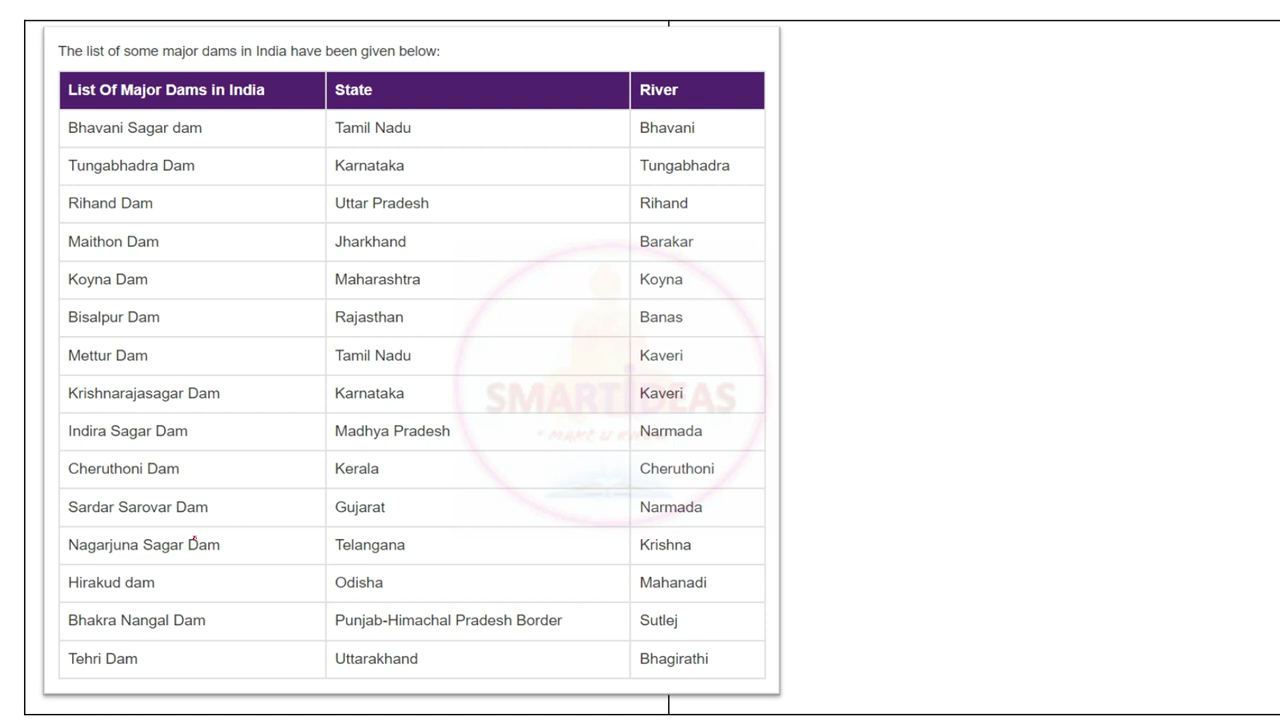 The list of some major dams in India have been given below:
List Of Major Dams in India State River
Bhavani Sagar dam Tamil Nadu Bhavani
Tungabhadra Dam Karnataka Tungabhadra
Rihand Dam Uttar Pradesh Rihand
Maithon Dam Jharkhand Barakar
Koyna Dam Maharashtra Koyna
Bisalpur Dam Rajasthan Banas
Mettur Dam Tamil Nadu Kaveri
Krishnarajasagar Dam Karnataka Kaveri
SMART IDEAS
Indira Sagar Dam Madhya Pradesh Narmada
MAKE U
Cheruthoni Dam Kerala Cheruthoni
Sardar Sarovar Dam Gujarat Narmada
Nagarjuna Sagar Dam Telangana Krishna
Hirakud dam Odisha Mahanadi
Bhakra Nangal Dam Punjab-Himachal Pradesh Border Sutlej
Tehri Dam Uttarakhand Bhagirathi